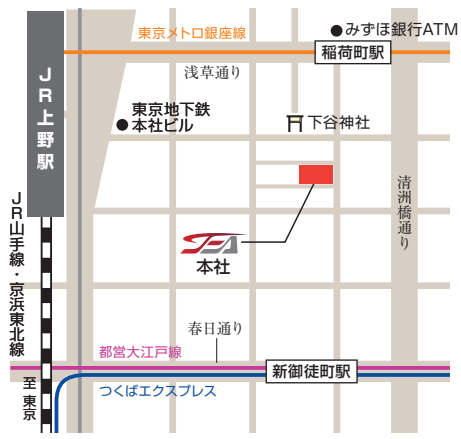 東京メトロ銀座線
みずほ銀行ATM
稲荷町駅
浅草通り
JR上野駅
東京地下鉄
本社ビル
下谷神社
清洲橋通り
JR山手線・京浜東北線
SEA
本社
春日通り
都営大江戸線
新御徒町駅
至東京
つくばエクスプレス